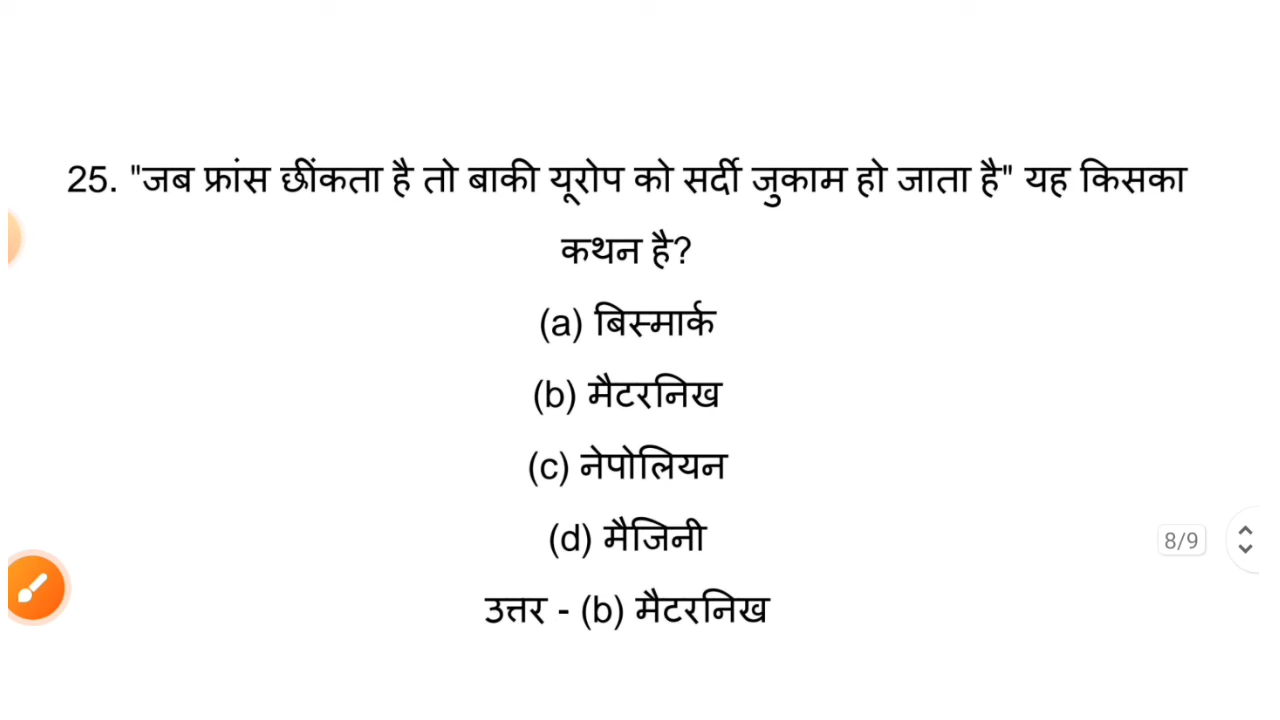 25. "जब फ्रांस छींकता है तो बाकी यूरोप को सर्दी जुकाम हो जाता है" यह किसका
कथन है?
(a) बिस्मार्क
(b) मैटरनिख
(c) नेपोलियन
(d) मैजिनी
8/9
उत्तर - (b) मैटरनिख